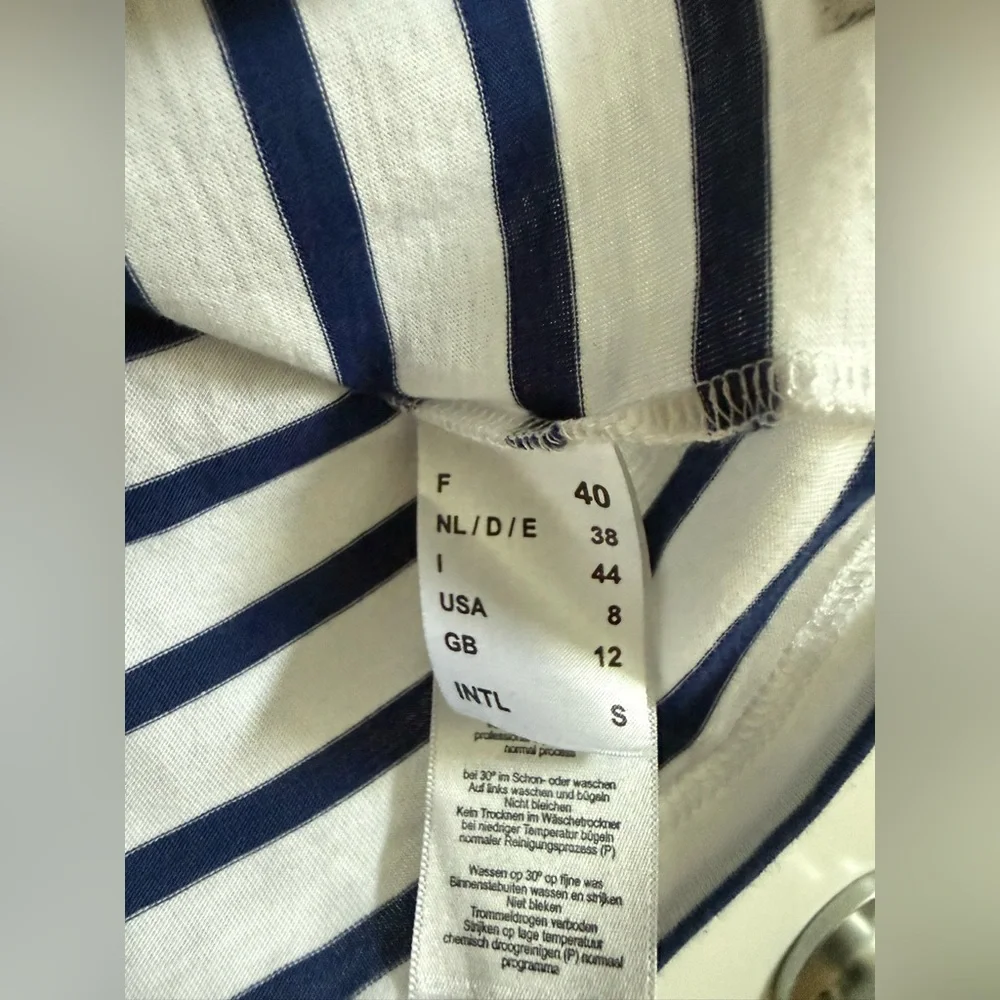 F 40
NL / D / E 38
I 44
USA 8
GB 12
INTL S
professional
normal process
bei 30° im Schon- oder waschen
Auf links waschen und bügeln
Nicht bleichen
Kein Trocknen im Wäschetrockner
bei niedriger Temperatur bügeln
normaler Reinigungsprozess (P)
Wassen op 30° op fijne was
Binnenstebuiten wassen en strijken
Niet bleken
Trommeldrogen verboden
Strijken op lage temperatuur
chemisch droogreinigen (P) normaal
programma